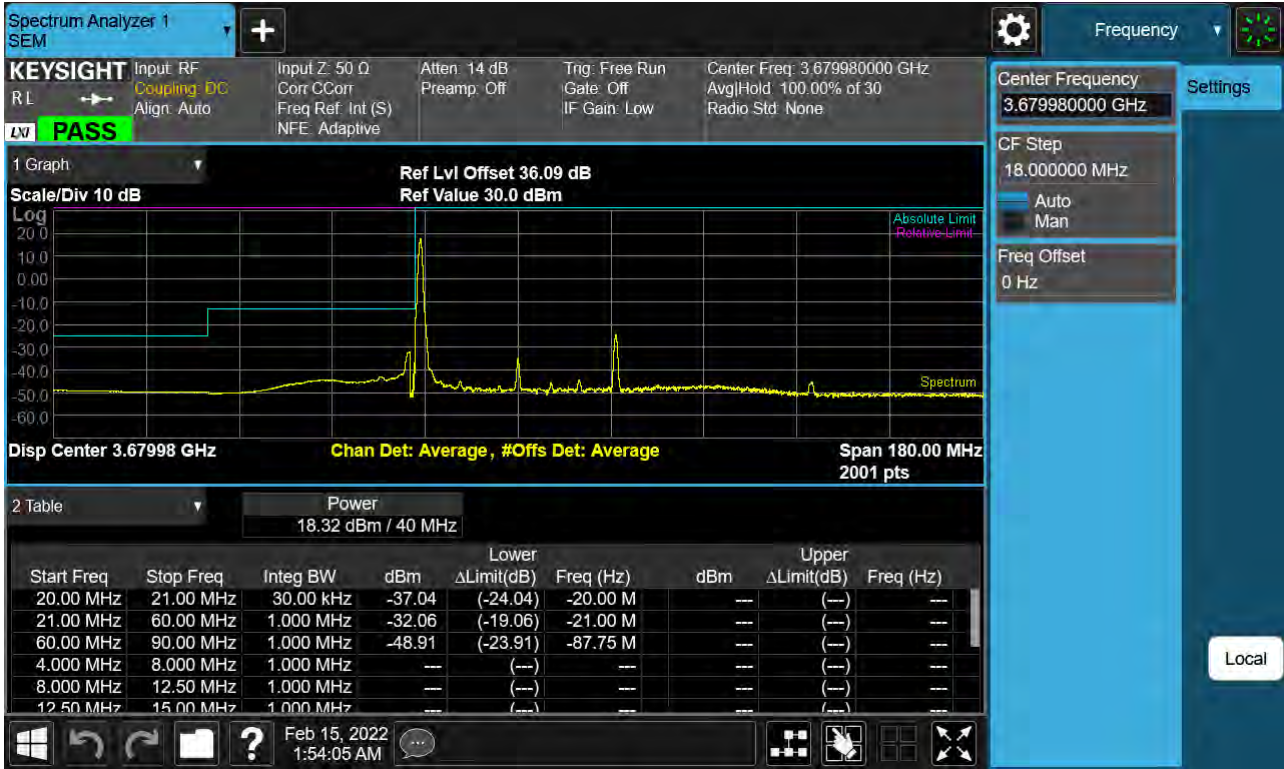 Spectrum Analyzer 1
SEM
+
Frequency
KEYSIGHT
R L
LXI
PASS
Input: RF
Coupling: DC
Align: Auto
Input Z: 50 Ω
Corr CCorr
Freq Ref: Int (S)
NFE: Adaptive
Atten: 14 dB
Preamp: Off
Trig: Free Run
Gate: Off
IF Gain: Low
Center Freq: 3.679980000 GHz
Avg|Hold: 100.00% of 30
Radio Std: None
Center Frequency
3.679980000 GHz
Settings
CF Step
18.000000 MHz
Auto
Man
Freq Offset
0 Hz
Local
1 Graph
Scale/Div 10 dB
Ref Lvl Offset 36.09 dB
Ref Value 30.0 dBm
Log
20.0
10.0
0.00
-10.0
-20.0
-30.0
-40.0
-50.0
-60.0
Absolute Limit
Relative Limit
Spectrum
Disp Center 3.67998 GHz
Chan Det: Average, #Offs Det: Average
Span 180.00 MHz
2001 pts
2 Table
Power
18.32 dBm / 40 MHz
Lower Upper
Start Freq Stop Freq Integ BW dBm ΔLimit(dB) Freq (Hz) dBm ΔLimit(dB) Freq (Hz)
20.00 MHz 21.00 MHz 30.00 kHz -37.04 (-24.04) -20.00 M --- (---) ---
21.00 MHz 60.00 MHz 1.000 MHz -32.06 (-19.06) -21.00 M --- (---) ---
60.00 MHz 90.00 MHz 1.000 MHz -48.91 (-23.91) -87.75 M --- (---) ---
4.000 MHz 8.000 MHz 1.000 MHz --- (---) --- --- (---) ---
8.000 MHz 12.50 MHz 1.000 MHz --- (---) --- --- (---) ---
12.50 MHz 15.00 MHz 1.000 MHz --- (---) --- --- (---) ---
?
Feb 15, 2022
1:54:05 AM